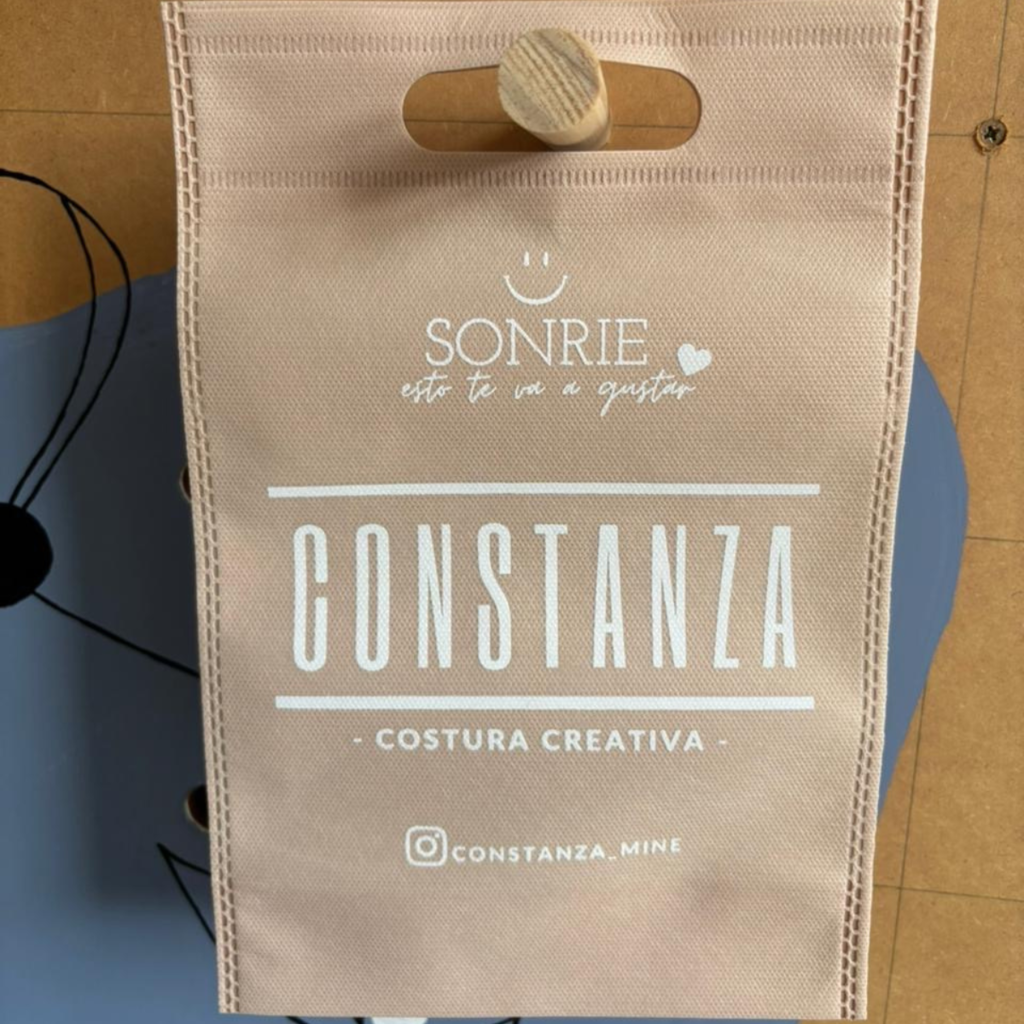 SONRIE
esto te va a gustar
CONSTANZA
- COSTURA CREATIVA -
CONSTANZA_MINE